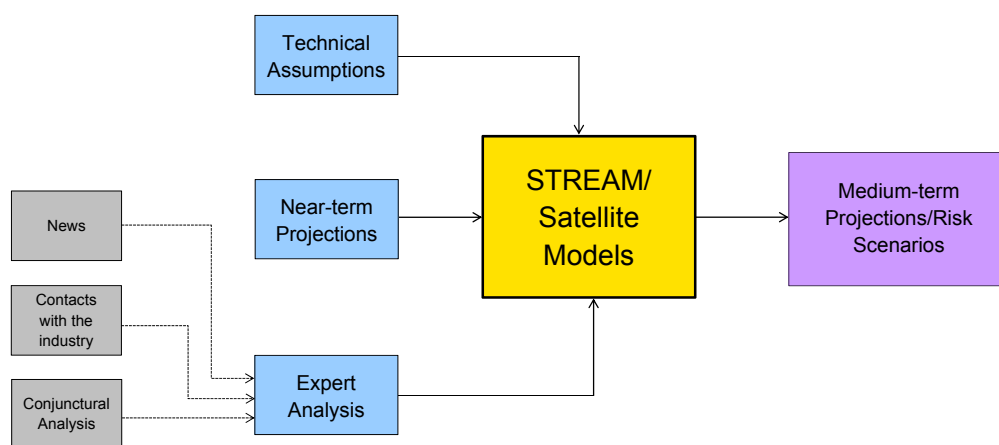 Technical
Assumptions
STREAM/
Satellite
Models
Medium-term
Projections/Risk
Scenarios
Near-term
Projections
News
Contacts
with the
industry
Expert
Analysis
Conjunctural
Analysis